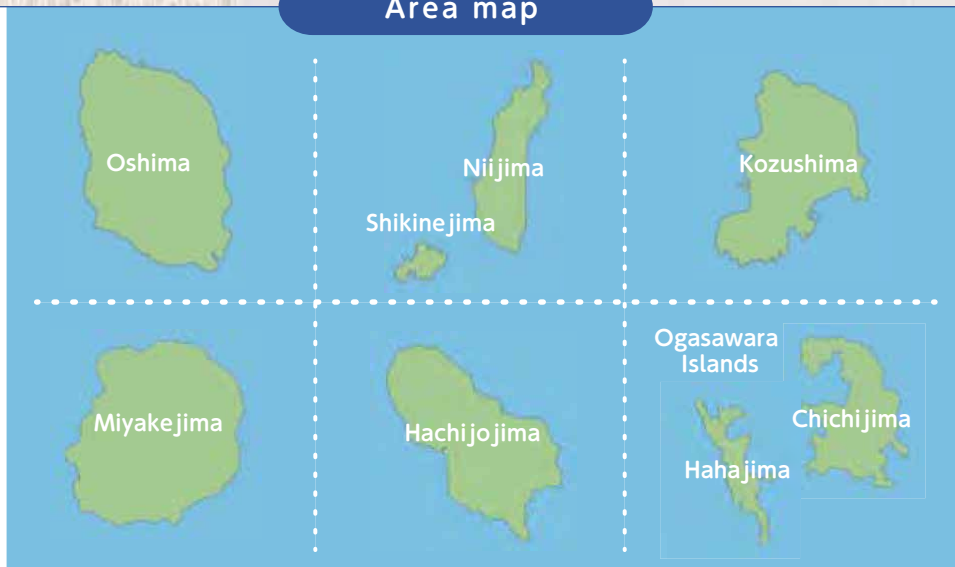 Area map
Oshima
Niijima
Shikinejima
Kozushima
Miyakejima
Hachijojima
Ogasawara
Islands
Chichijima
Hahajima